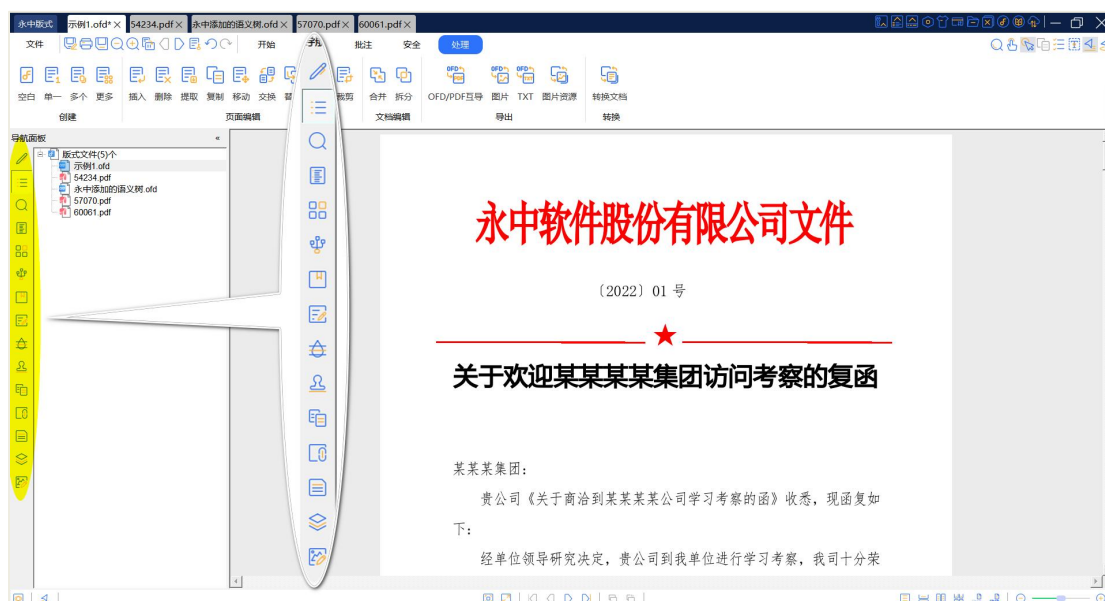 永中版式 示例1.ofd* 54234.pdf 永中添加的语义树.ofd 57070.pdf 60061.pdf
文件 开始 批注 安全 处理
空白 单一 多个 更多 插入 删除 提取 复制 移动 交换 裁剪 合并 拆分 OFD/PDF互导 图片 TXT 图片资源 转换文档
创建 页面编辑 文档编辑 导出 转换
导航面板
版式文件(5)个
示例1.ofd
54234.pdf
永中添加的语义树.ofd
57070.pdf
60061.pdf
永中软件股份有限公司文件
〔2022〕01 号
关于欢迎某某某某集团访问考察的复函
某某某集团:
贵公司《关于商洽到某某某某公司学习考察的函》收悉,现函复如
下:
经单位领导研究决定,贵公司到我单位进行学习考察,我司十分荣